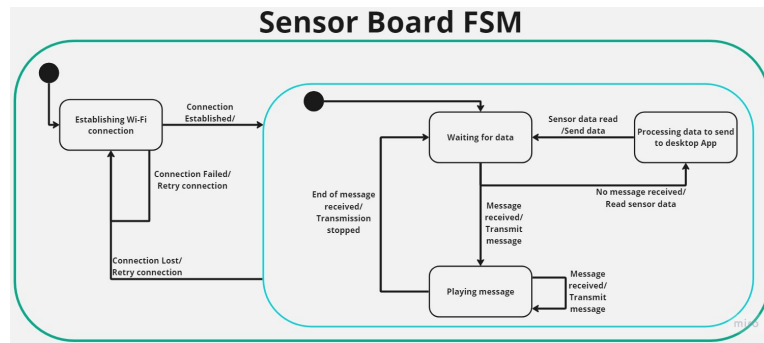 Sensor Board FSM
Establishing Wi-Fi
connection
Connection
Established/
Connection Failed/
Retry connection
Connection Lost/
Retry connection
Waiting for data
Sensor data read
/Send data
Processing data to send
to desktop App
End of message
received/
Transmission
stopped
Message
received/
Transmit
message
No message received/
Read sensor data
Playing message
Message
received/
Transmit
message
miro